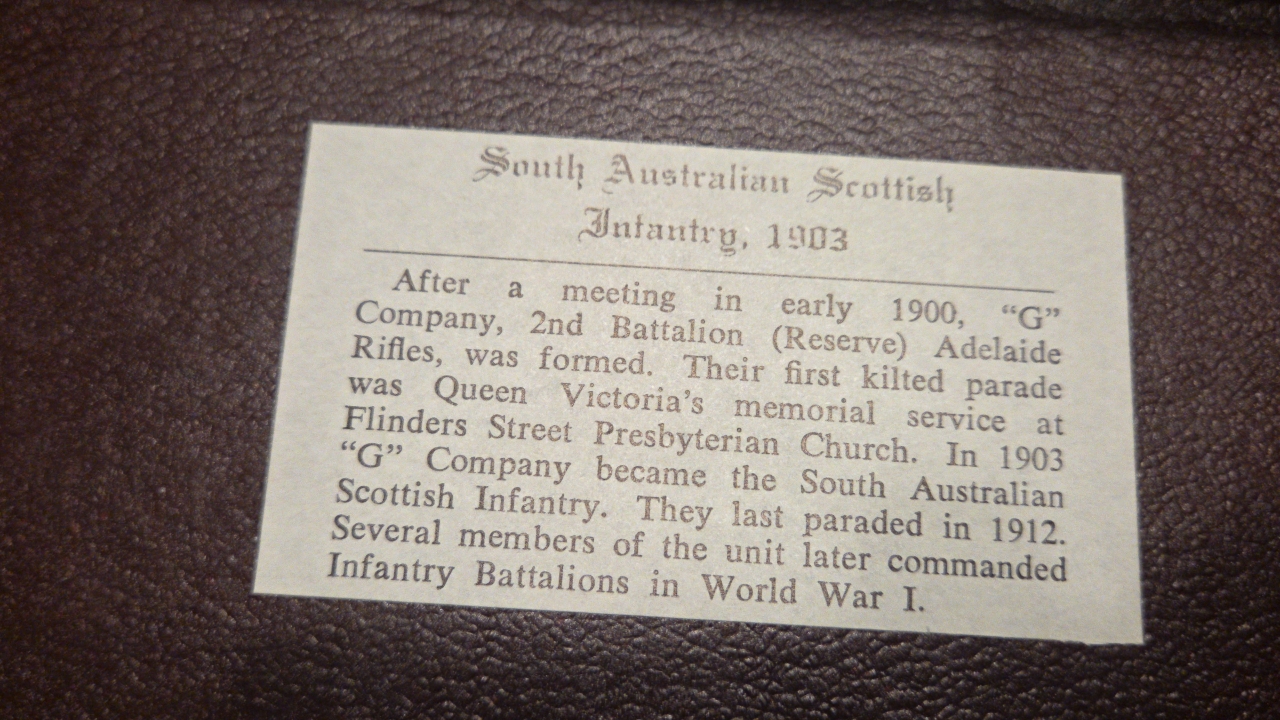 South Australian Scottish
Infantry, 1903
After a meeting in early 1900, “G”
Company, 2nd Battalion (Reserve) Adelaide
Rifles, was formed. Their first kilted parade
was Queen Victoria’s memorial service at
Flinders Street Presbyterian Church. In 1903
“G” Company became the South Australian
Scottish Infantry. They last paraded in 1912.
Several members of the unit later commanded
Infantry Battalions in World War I.